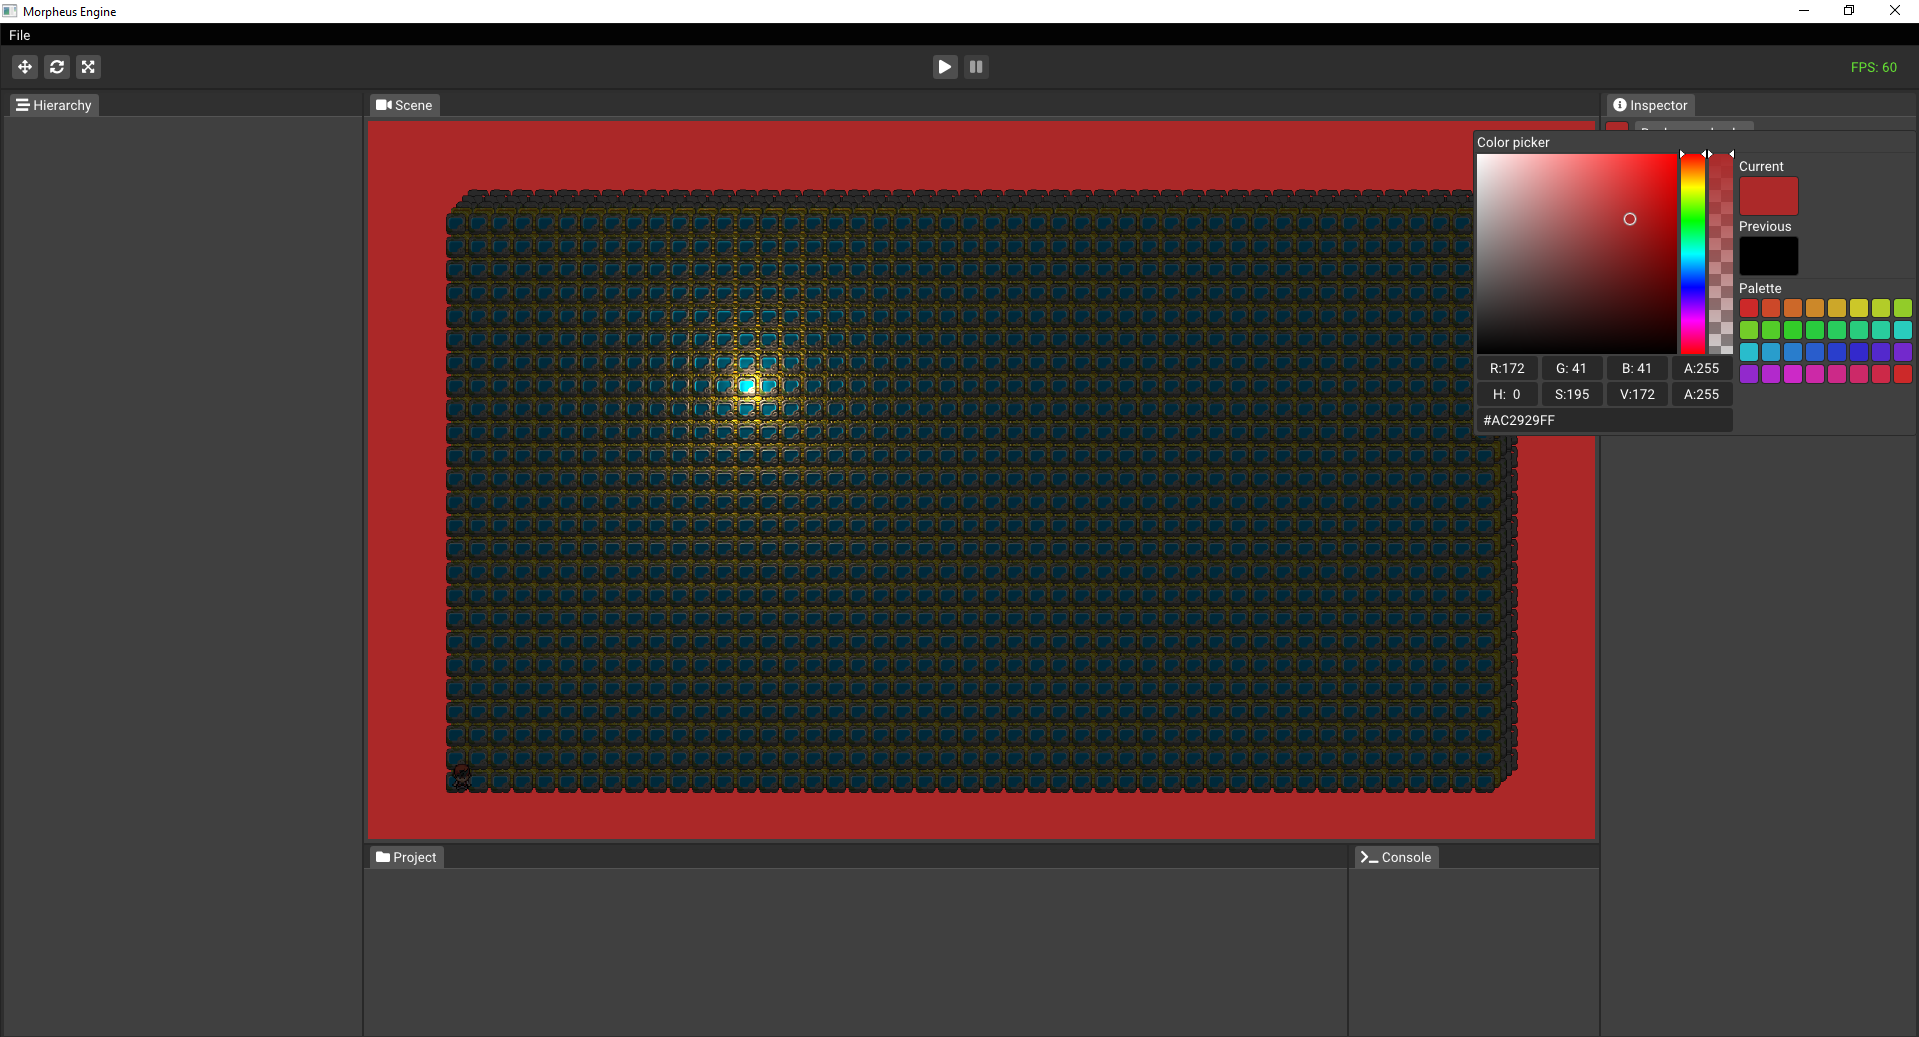 Morpheus Engine
File
FPS: 60
Hierarchy
Scene
Inspector
Color picker
Current
Previous
Palette
R:172 G: 41 B: 41 A:255
H: 0 S:195 V:172 A:255
#AC2929FF
Project
Console